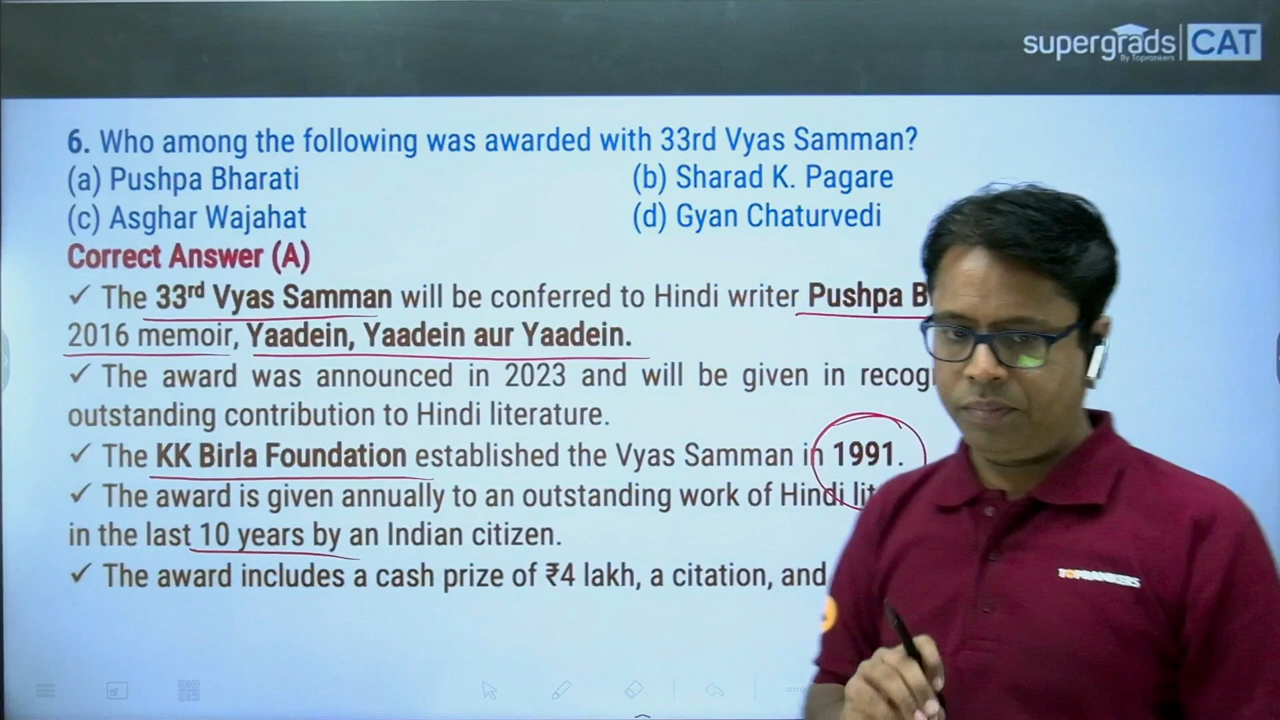 supergrads CAT
By Toprankers
6. Who among the following was awarded with 33rd Vyas Samman?
(a) Pushpa Bharati (b) Sharad K. Pagare
(c) Asghar Wajahat (d) Gyan Chaturvedi
Correct Answer (A)
✓ The 33rd Vyas Samman will be conferred to Hindi writer Pushpa
2016 memoir, Yaadein, Yaadein aur Yaadein.
✓ The award was announced in 2023 and will be given in
outstanding contribution to Hindi literature.
✓ The KK Birla Foundation established the Vyas Samman in 1991.
✓ The award is given annually to an outstanding work of Hindi
in the last 10 years by an Indian citizen.
✓ The award includes a cash prize of ₹4 lakh, a citation, and
TOPRANKERS